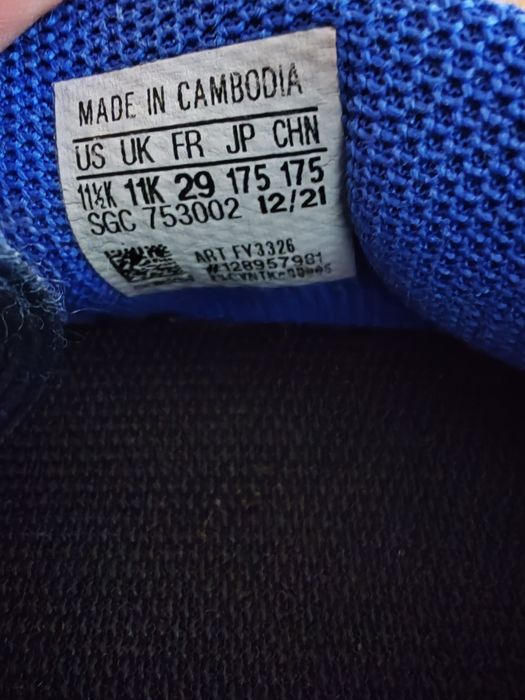 MADE IN CAMBODIA
US UK FR JP CHN
11½K 11K 29 175 175
SGC 753002 12/21
ART FY3326
#128957981